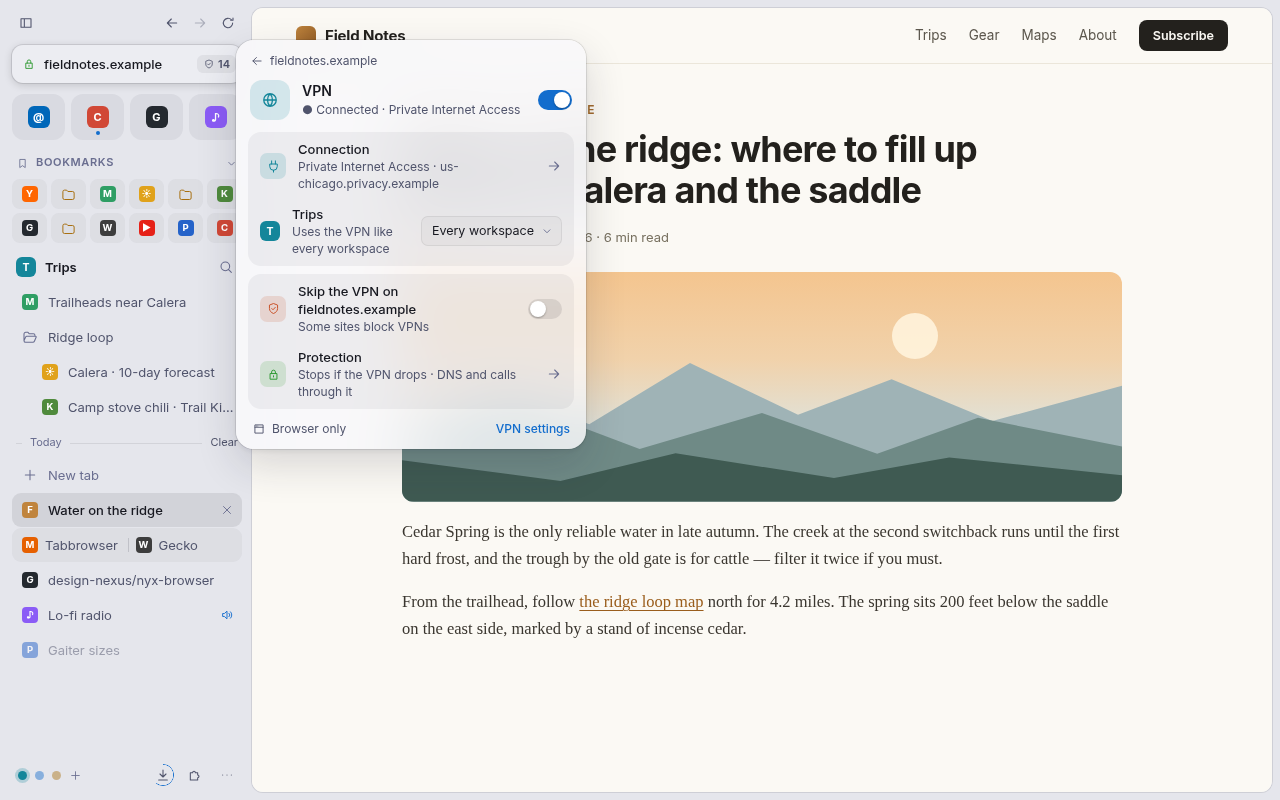 fieldnotes.example
14
@
C
G
BOOKMARKS
Y
M
K
G
W
P
C
T Trips
M Trailheads near Calera
Ridge loop
Calera · 10-day forecast
K Camp stove chili · Trail Ki...
Today
Clear
New tab
F Water on the ridge
M Tabbrowser
W Gecko
G design-nexus/nyx-browser
Lo-fi radio
P Gaiter sizes
fieldnotes.example
VPN
Connected · Private Internet Access
Connection
Private Internet Access · us-
chicago.privacy.example
T Trips
Uses the VPN like
every workspace
Every workspace
Skip the VPN on
fieldnotes.example
Some sites block VPNs
Protection
Stops if the VPN drops · DNS and calls
through it
Browser only
VPN settings
Field Notes
Trips
Gear
Maps
About
Subscribe
E
ne ridge: where to fill up
alera and the saddle
6 · 6 min read
Cedar Spring is the only reliable water in late autumn. The creek at the second switchback runs until the first
hard frost, and the trough by the old gate is for cattle — filter it twice if you must.
From the trailhead, follow the ridge loop map north for 4.2 miles. The spring sits 200 feet below the saddle
on the east side, marked by a stand of incense cedar.